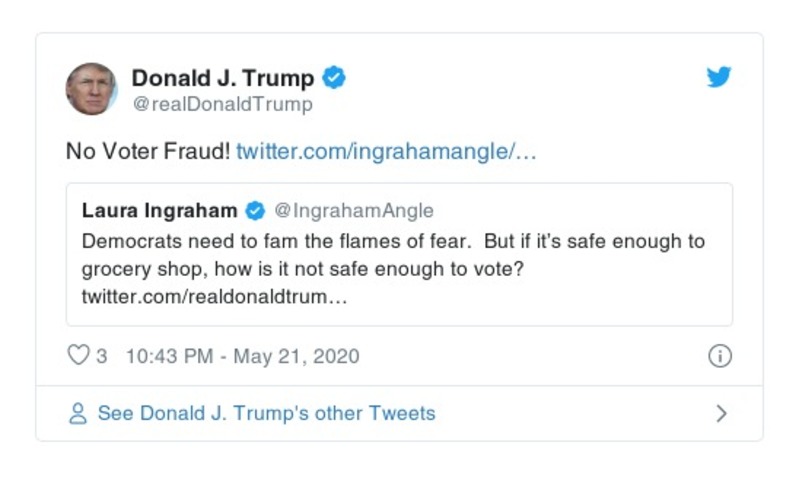 Donald J. Trump
@realDonaldTrump
No Voter Fraud! twitter.com/ingrahamangle/…
Laura Ingraham @IngrahamAngle
Democrats need to fam the flames of fear.  But if it’s safe enough to
grocery shop, how is it not safe enough to vote?
twitter.com/realdonaldtrum…
3 10:43 PM - May 21, 2020
See Donald J. Trump's other Tweets